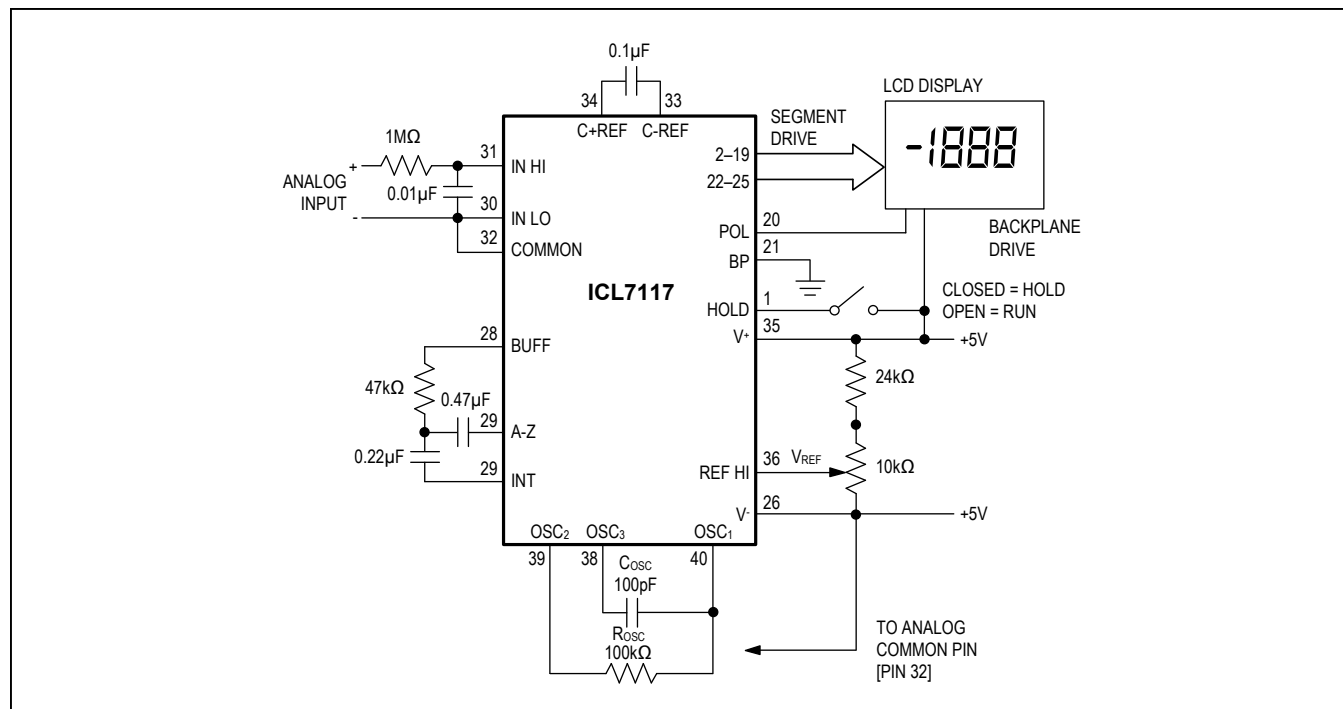 0.1µF
34
33
C+REF
C-REF
LCD DISPLAY
SEGMENT
DRIVE
-1888
1MΩ
31
IN HI
+
ANALOG
INPUT
-
0.01µF
30
IN LO
32
COMMON
2–19
22–25
20
POL
21
BP
BACKPLANE
DRIVE
ICL7117
1
HOLD
CLOSED = HOLD
OPEN = RUN
35
V+
+5V
28
BUFF
47kΩ
0.47µF
29
A-Z
0.22µF
29
INT
24kΩ
36
REF HI
VREF
10kΩ
26
V-
+5V
OSC2
OSC3
OSC1
39
38
40
COSC
100pF
ROSC
100kΩ
TO ANALOG
COMMON PIN
[PIN 32]